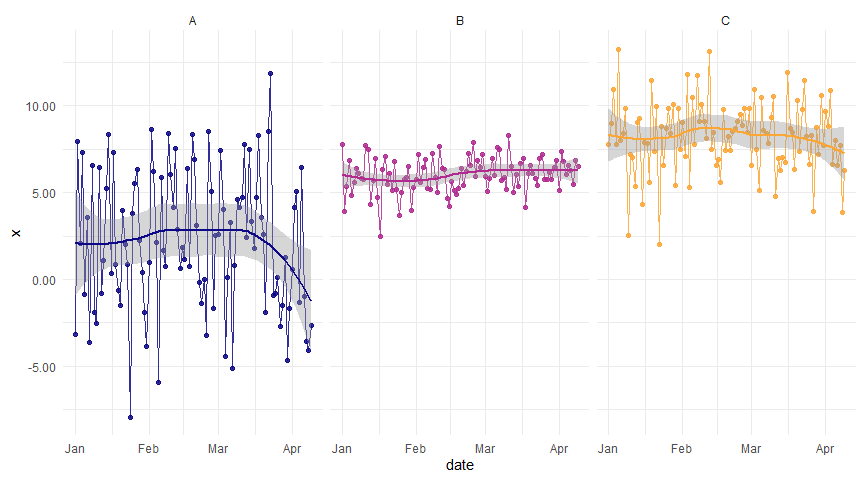 A B C
10.00
5.00
0.00
-5.00
x
Jan Feb Mar Apr Jan Feb Mar Apr Jan Feb Mar Apr
date